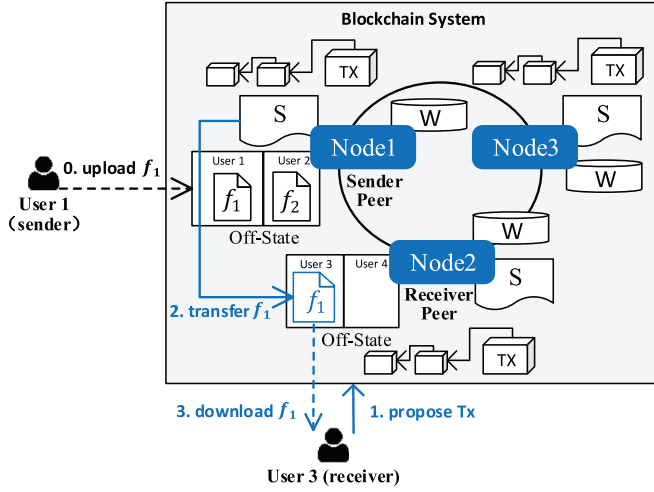 Blockchain System
TX
TX
S
W
S
Node1
Node3
User 1
User 2
W
0. upload f₁
Sender
Peer
f₁
f₂
User 1
(sender)
W
Off-State
User 3
User 4
Node2
S
f₁
Receiver
Peer
2. transfer f₁
Off-State
TX
3. download f₁
1. propose Tx
User 3 (receiver)